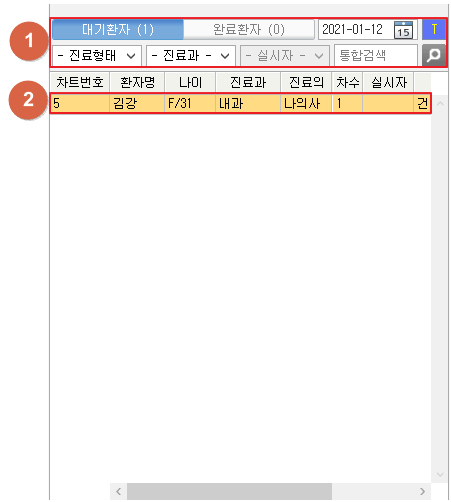 1
대기환자 (1) 완료환자 (0) 2021-01-12 15 T
- 진료형태 - 진료과 - - 실시자 - 통합검색
차트번호 환자명 나이 진료과 진료의 차수 실시자
2
5 김강 F/31 내과 나의사 1 건